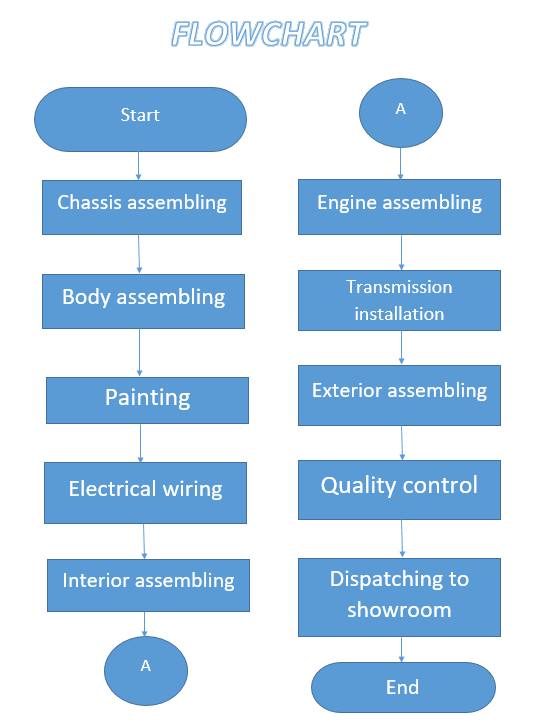 FLOWCHART
Start
Chassis assembling
Body assembling
Painting
Electrical wiring
Interior assembling
A
A
Engine assembling
Transmission
installation
Exterior assembling
Quality control
Dispatching to
showroom
End